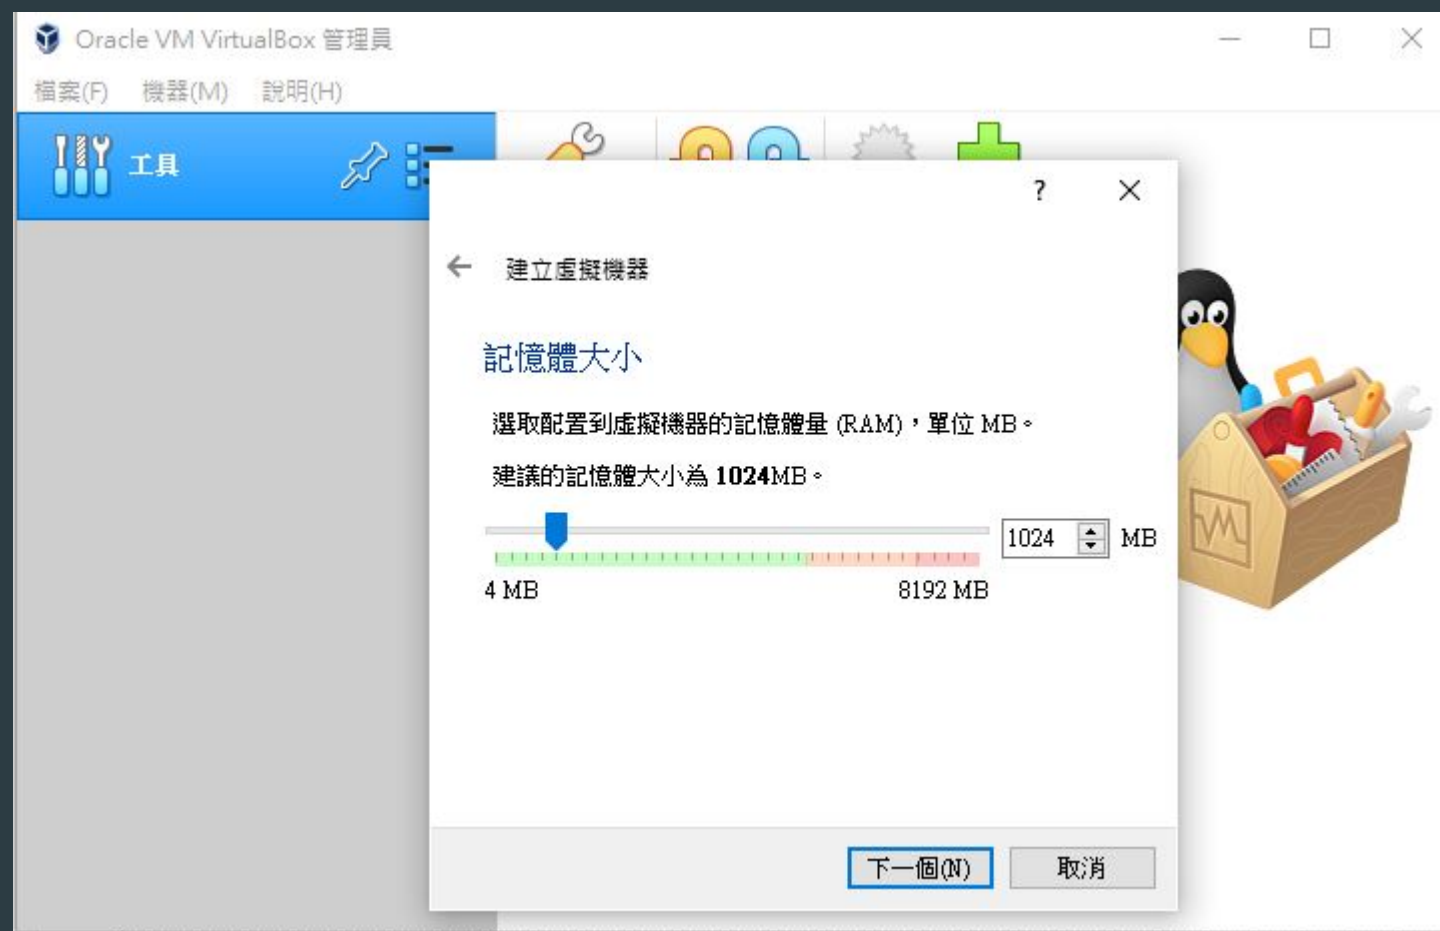 Oracle VM VirtualBox 管理員
檔案(F) 機器(M) 說明(H)
工具
?
建立虛擬機器
記憶體大小
選取配置到虛擬機器的記憶體量 (RAM)，單位 MB。
建議的記憶體大小為 1024MB。
1024 MB
4 MB 8192 MB
下一個(N) 取消